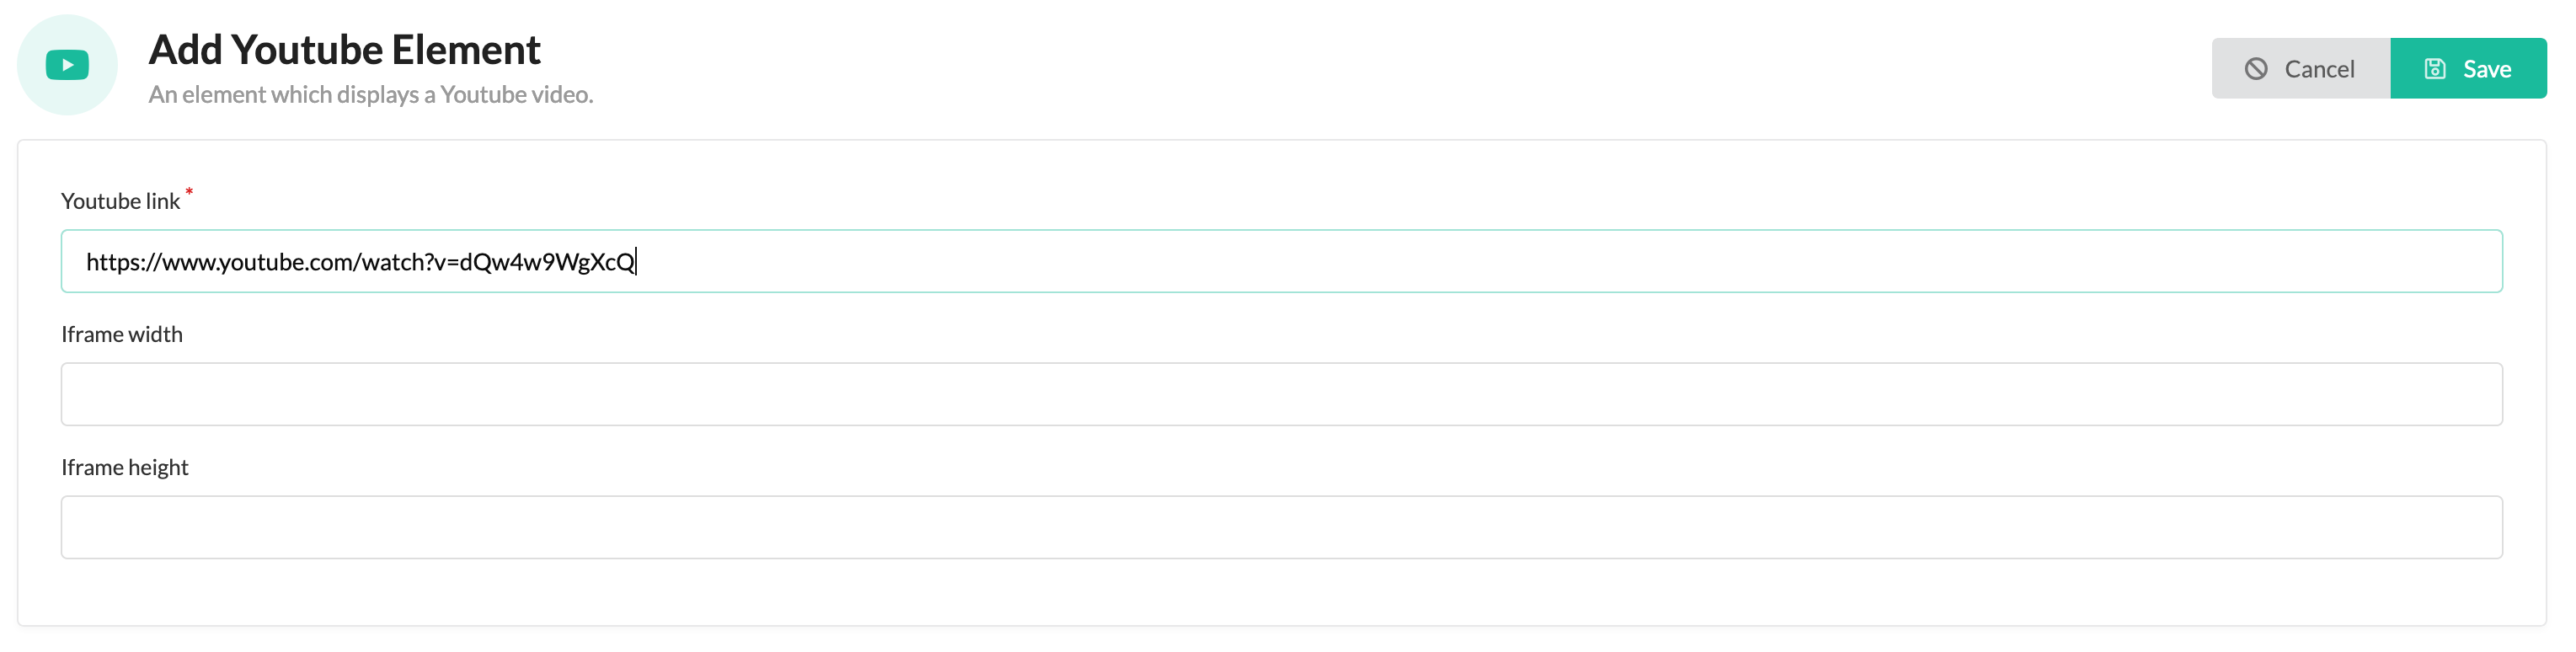 Add Youtube Element
An element which displays a Youtube video.
Cancel
Save
Youtube link *
https://www.youtube.com/watch?v=dQw4w9WgXcQ
Iframe width
Iframe height